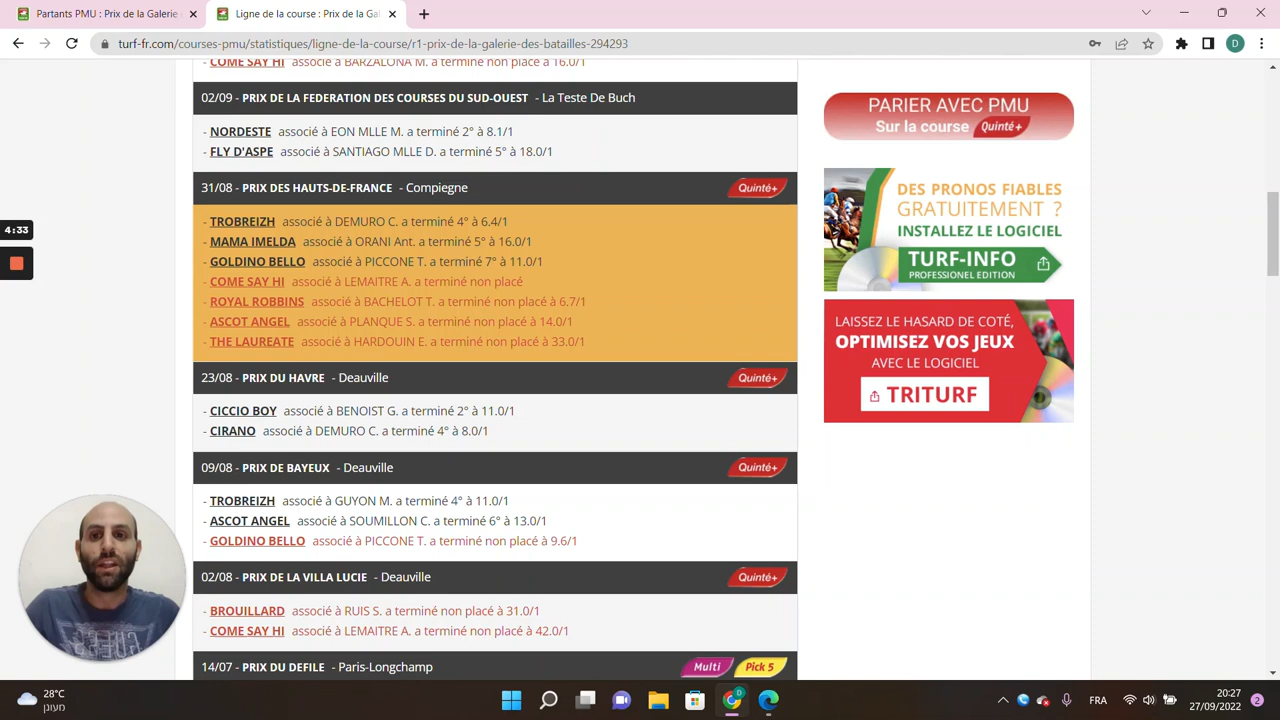 Partants PMU : Prix de la Galerie
Ligne de la course : Prix de la Gal
turf-fr.com/courses-pmu/statistiques/ligne-de-la-course/r1-prix-de-la-galerie-des-batailles-294293
D
- COME SAY HI associé à BARZALONA M. a terminé non placé à 16.0/1
02/09 - PRIX DE LA FEDERATION DES COURSES DU SUD-OUEST - La Teste De Buch
- NORDESTE associé à EON MLLE M. a terminé 2° à 8.1/1
- FLY D'ASPE associé à SANTIAGO MLLE D. a terminé 5° à 18.0/1
31/08 - PRIX DES HAUTS-DE-FRANCE - Compiegne Quinté+
- TROBREIZH associé à DEMURO C. a terminé 4° à 6.4/1
- MAMA IMELDA associé à ORANI Ant. a terminé 5° à 16.0/1
- GOLDINO BELLO associé à PICCONE T. a terminé 7° à 11.0/1
- COME SAY HI associé à LEMAITRE A. a terminé non placé
- ROYAL ROBBINS associé à BACHELOT T. a terminé non placé à 6.7/1
- ASCOT ANGEL associé à PLANQUE S. a terminé non placé à 14.0/1
- THE LAUREATE associé à HARDOUIN E. a terminé non placé à 33.0/1
23/08 - PRIX DU HAVRE - Deauville Quinté+
- CICCIO BOY associé à BENOIST G. a terminé 2° à 11.0/1
- CIRANO associé à DEMURO C. a terminé 4° à 8.0/1
09/08 - PRIX DE BAYEUX - Deauville Quinté+
- TROBREIZH associé à GUYON M. a terminé 4° à 11.0/1
- ASCOT ANGEL associé à SOUMILLON C. a terminé 6° à 13.0/1
- GOLDINO BELLO associé à PICCONE T. a terminé non placé à 9.6/1
02/08 - PRIX DE LA VILLA LUCIE - Deauville Quinté+
- BROUILLARD associé à RUIS S. a terminé non placé à 31.0/1
- COME SAY HI associé à LEMAITRE A. a terminé non placé à 42.0/1
14/07 - PRIX DU DEFILE - Paris-Longchamp Multi Pick 5
PARIER AVEC PMU
Sur la course Quinté+
DES PRONOS FIABLES
GRATUITEMENT ?
INSTALLEZ LE LOGICIEL
TURF-INFO
PROFESSIONEL EDITION
LAISSEZ LE HASARD DE COTÉ,
OPTIMISEZ VOS JEUX
AVEC LE LOGICIEL
TRITURF
4:33
28°C
מעונן
D
FRA
20:27
27/09/2022
2